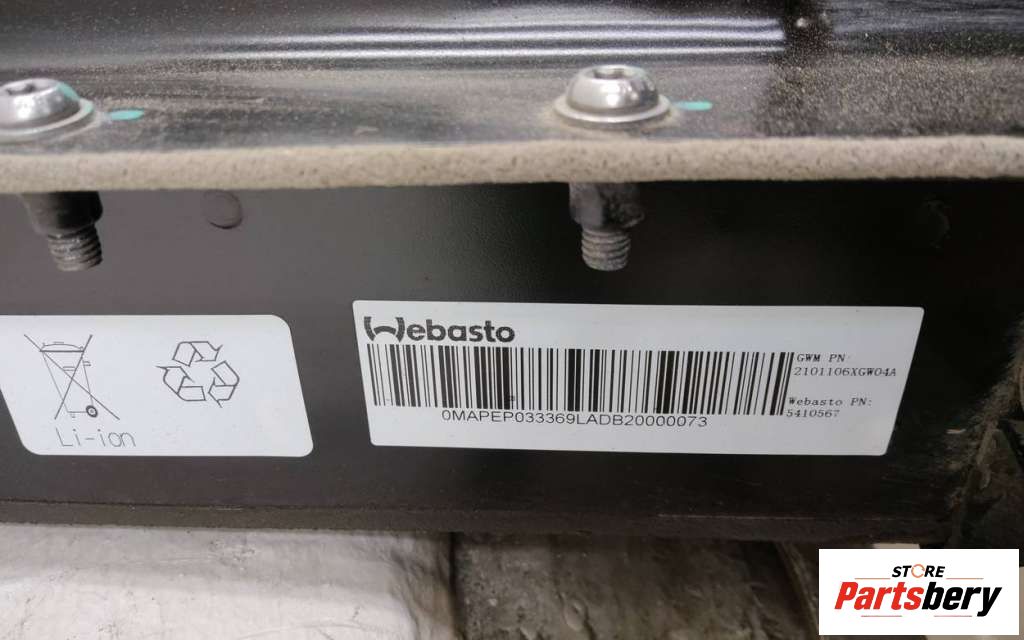 Li-ion
Webasto
0MAPEP033369LADB20000073
GWM PN:
2101106XGW04A
Webasto PN:
5410567
STORE
Partsbery